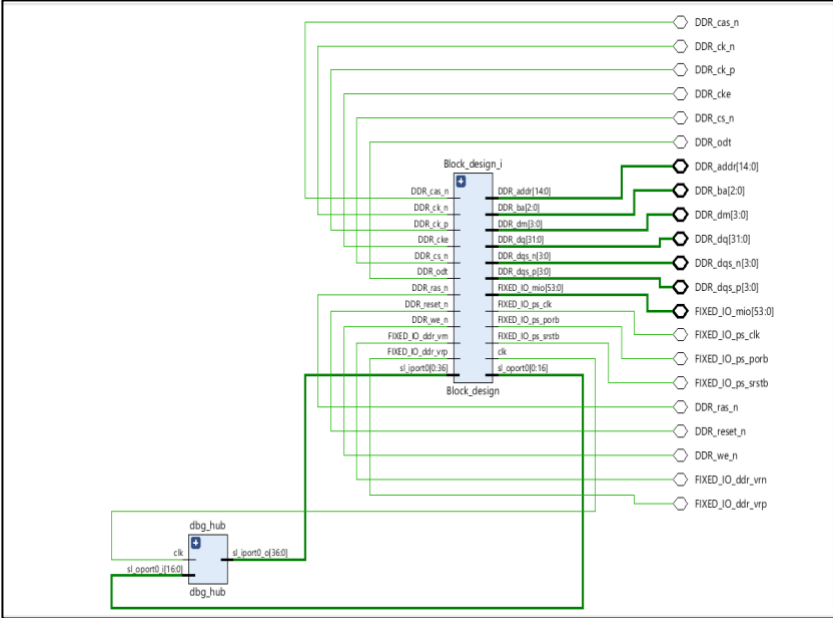 DDR_cas_n
DDR_ck_n
DDR_ck_p
DDR_cke
DDR_cs_n
DDR_odt
DDR_addr[14:0]
DDR_ba[2:0]
DDR_dm[3:0]
DDR_dq[31:0]
DDR_dqs_n[3:0]
DDR_dqs_p[3:0]
FIXED_IO_mio[53:0]
FIXED_IO_ps_clk
FIXED_IO_ps_porb
FIXED_IO_ps_srstb
DDR_ras_n
DDR_reset_n
DDR_we_n
FIXED_IO_ddr_vrn
FIXED_IO_ddr_vrp
Block_design_i
DDR_cas_n
DDR_ck_n
DDR_ck_p
DDR_cke
DDR_cs_n
DDR_odt
DDR_ras_n
DDR_reset_n
DDR_we_n
FIXED_IO_ddr_vrn
FIXED_IO_ddr_vrp
sl_iport0[0:36]
DDR_addr[14:0]
DDR_ba[2:0]
DDR_dm[3:0]
DDR_dq[31:0]
DDR_dqs_n[3:0]
DDR_dqs_p[3:0]
FIXED_IO_mio[53:0]
FIXED_IO_ps_clk
FIXED_IO_ps_porb
FIXED_IO_ps_srstb
clk
sl_oport0[0:16]
Block_design
dbg_hub
clk
sl_oport0_i[16:0]
sl_iport0_o[36:0]
dbg_hub